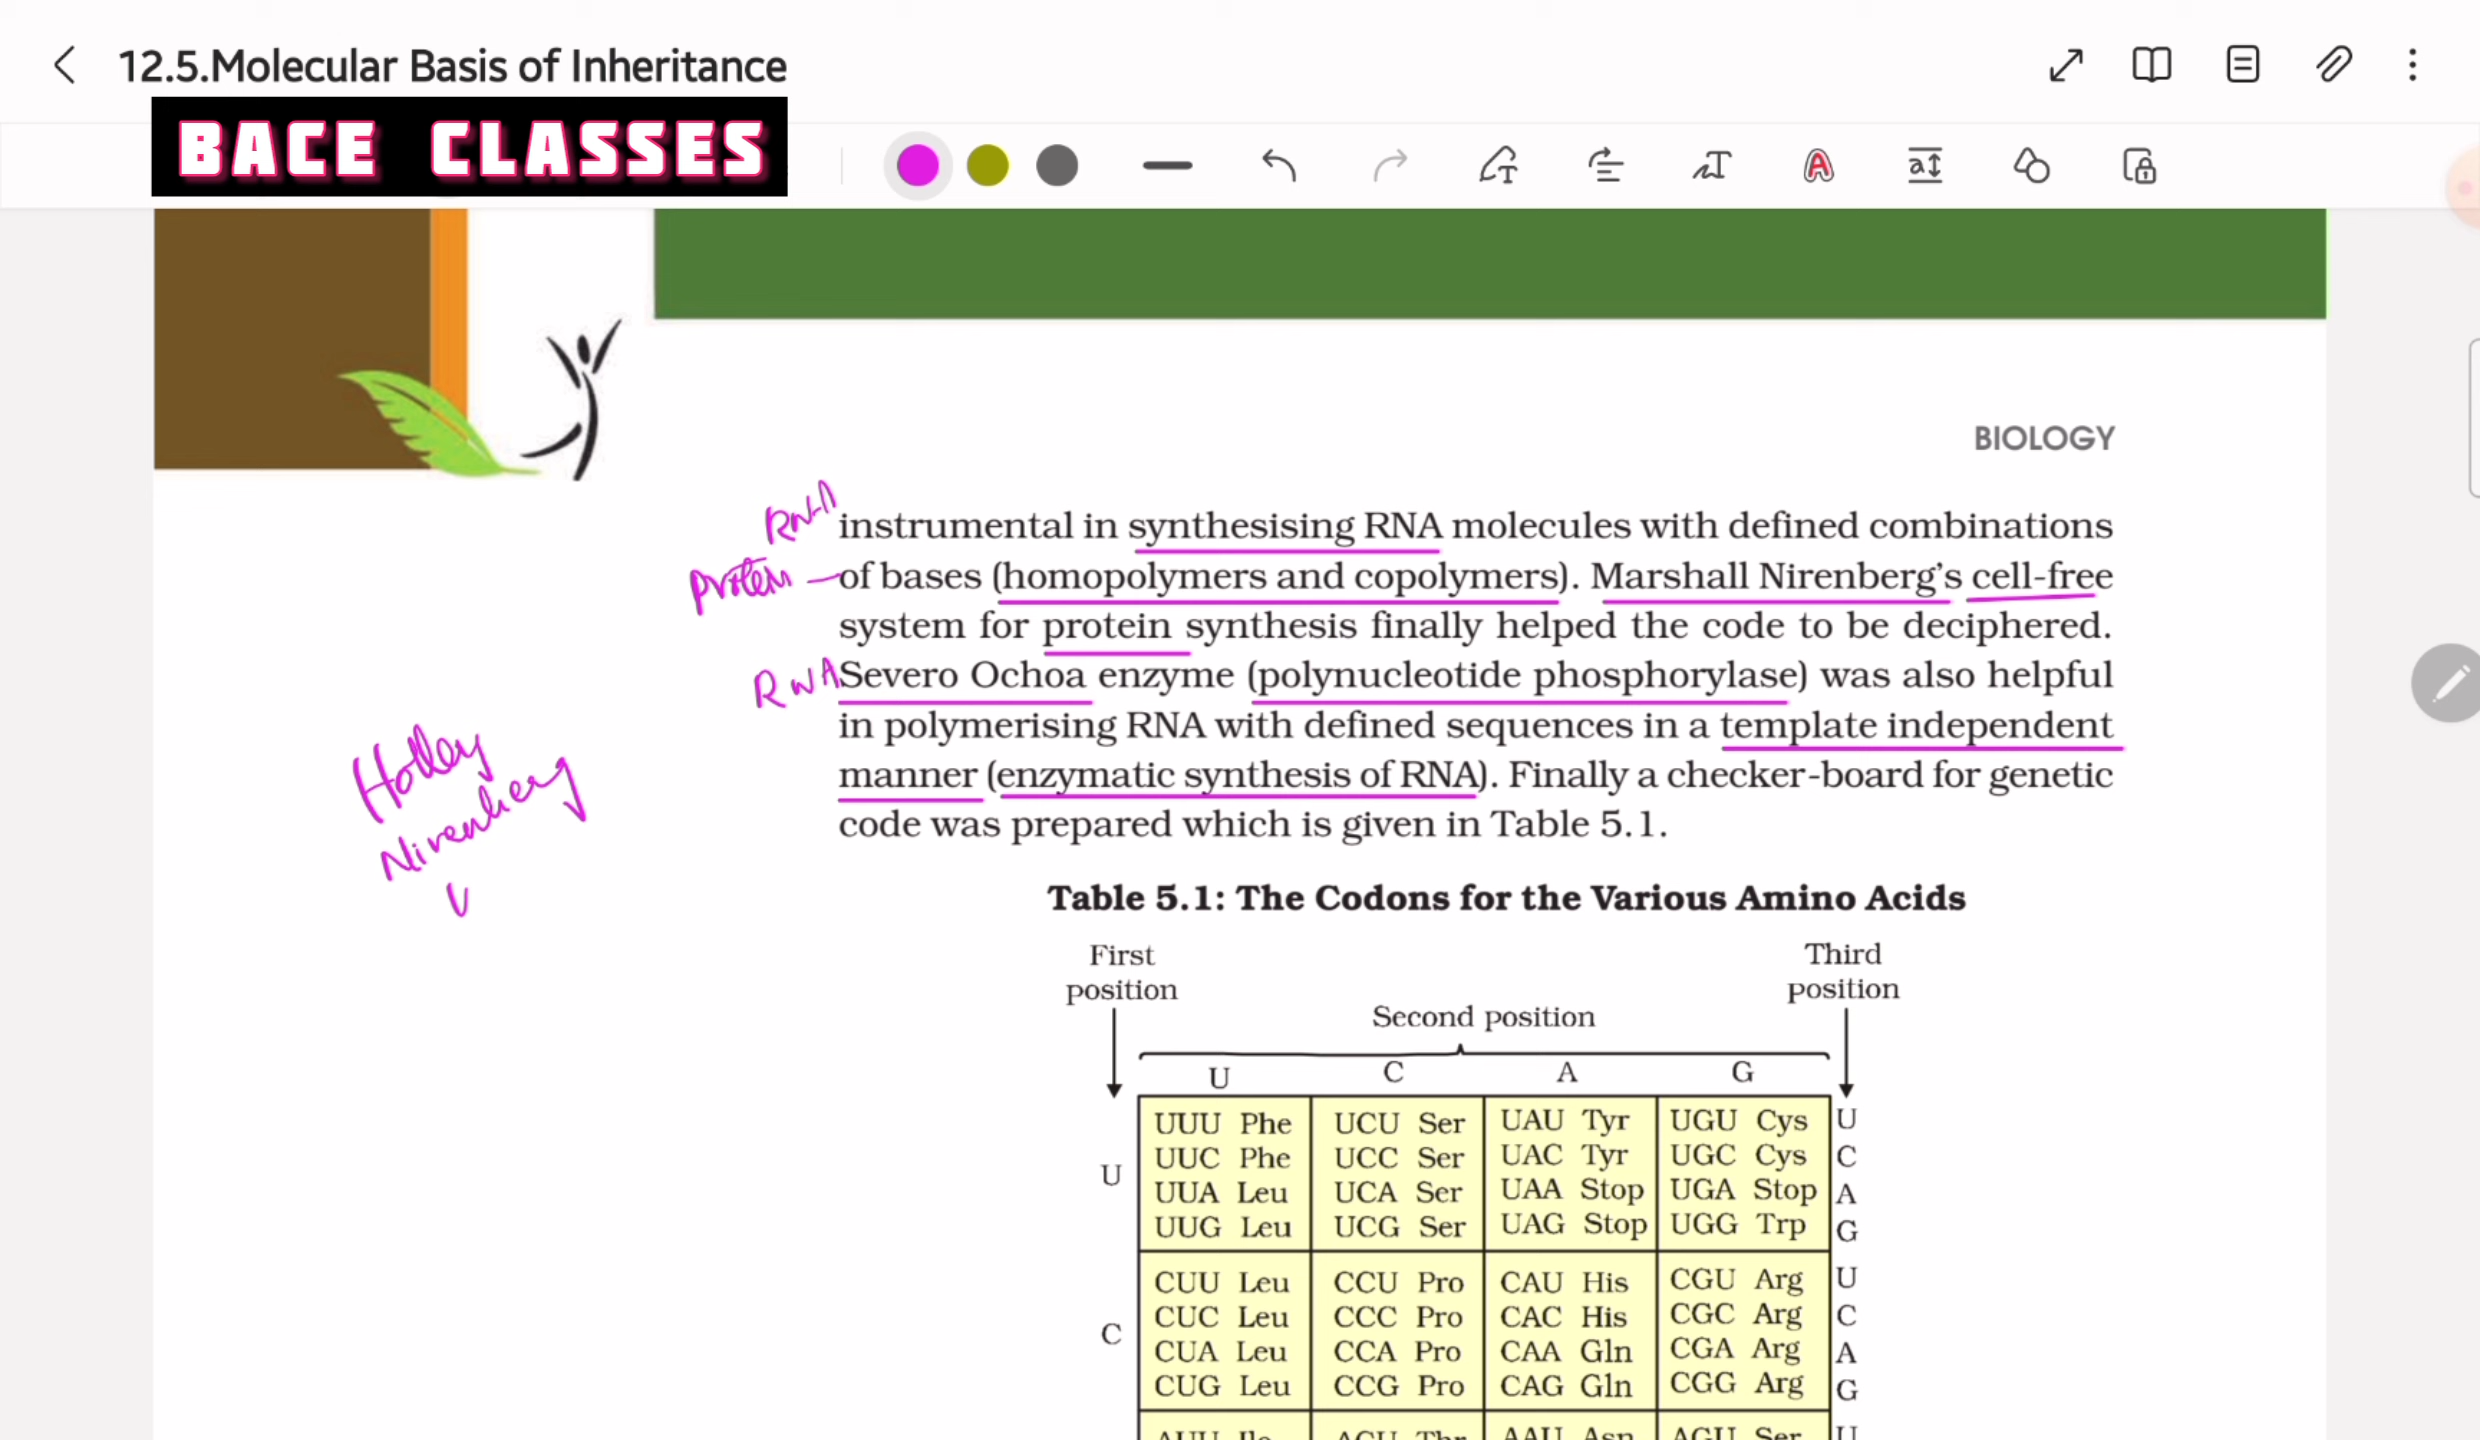 12.5.Molecular Basis of Inheritance
BACE CLASSES
BIOLOGY
RNA
instrumental in synthesising RNA molecules with defined combinations
protein
of bases (homopolymers and copolymers). Marshall Nirenberg's cell-free
system for protein synthesis finally helped the code to be deciphered.
RNA
Severo Ochoa enzyme (polynucleotide phosphorylase) was also helpful
in polymerising RNA with defined sequences in a template independent
manner (enzymatic synthesis of RNA). Finally a checker-board for genetic
code was prepared which is given in Table 5.1.
Holley
Nirenberg
Table 5.1: The Codons for the Various Amino Acids
First position
Third position
Second position
U C A G
UUU Phe UCU Ser UAU Tyr UGU Cys U
U
UUC Phe UCC Ser UAC Tyr UGC Cys C
UUA Leu UCA Ser UAA Stop UGA Stop A
UUG Leu UCG Ser UAG Stop UGG Trp G
CUU Leu CCU Pro CAU His CGU Arg U
C
CUC Leu CCC Pro CAC His CGC Arg C
CUA Leu CCA Pro CAA Gln CGA Arg A
CUG Leu CCG Pro CAG Gln CGG Arg G
AUU Ile ACU Thr AAU Asn AGU Ser U